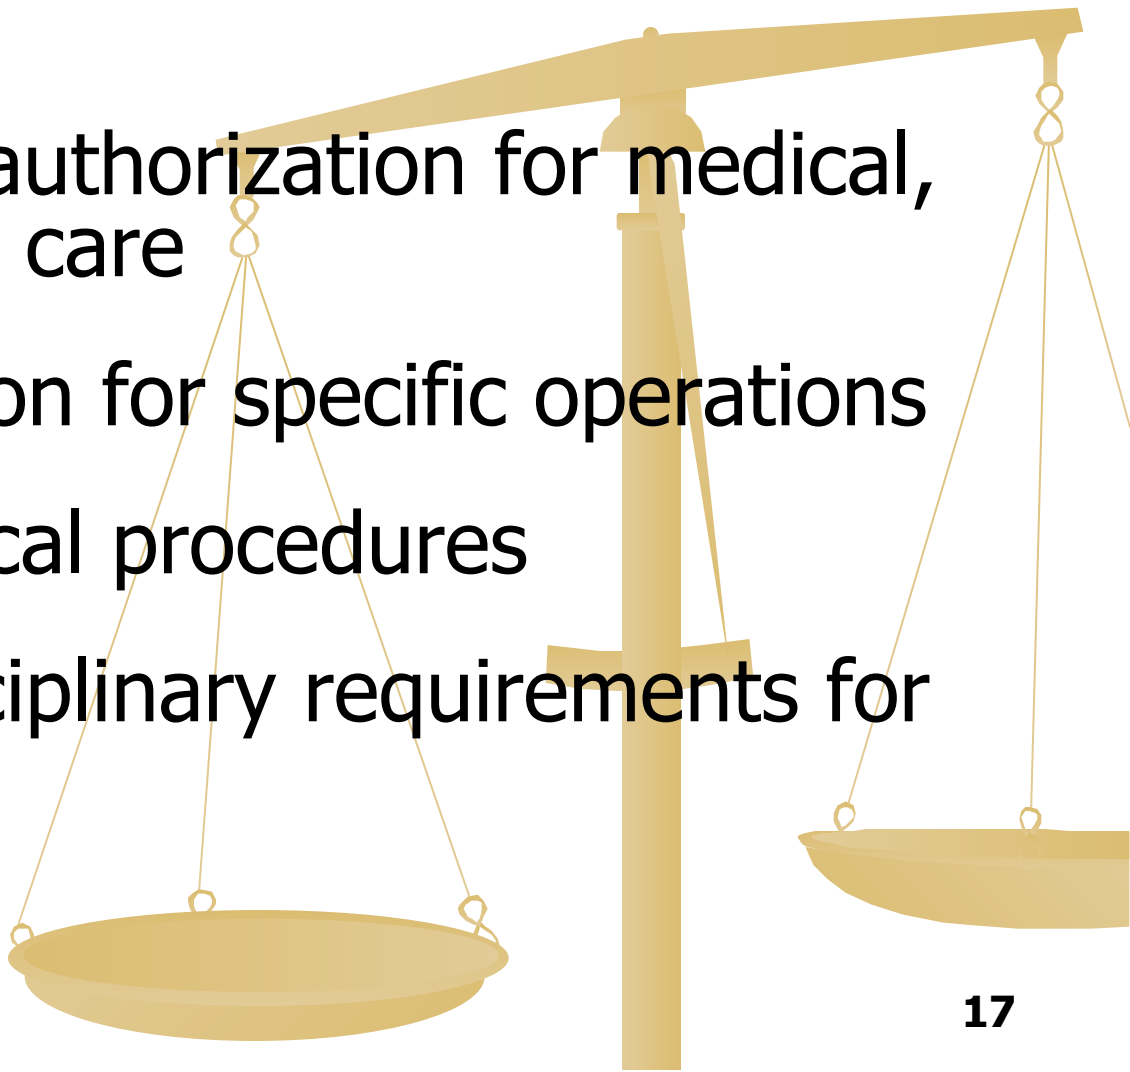 authorization for medical,
care
on for specific operations
cal procedures
ciplinary requirements for
17